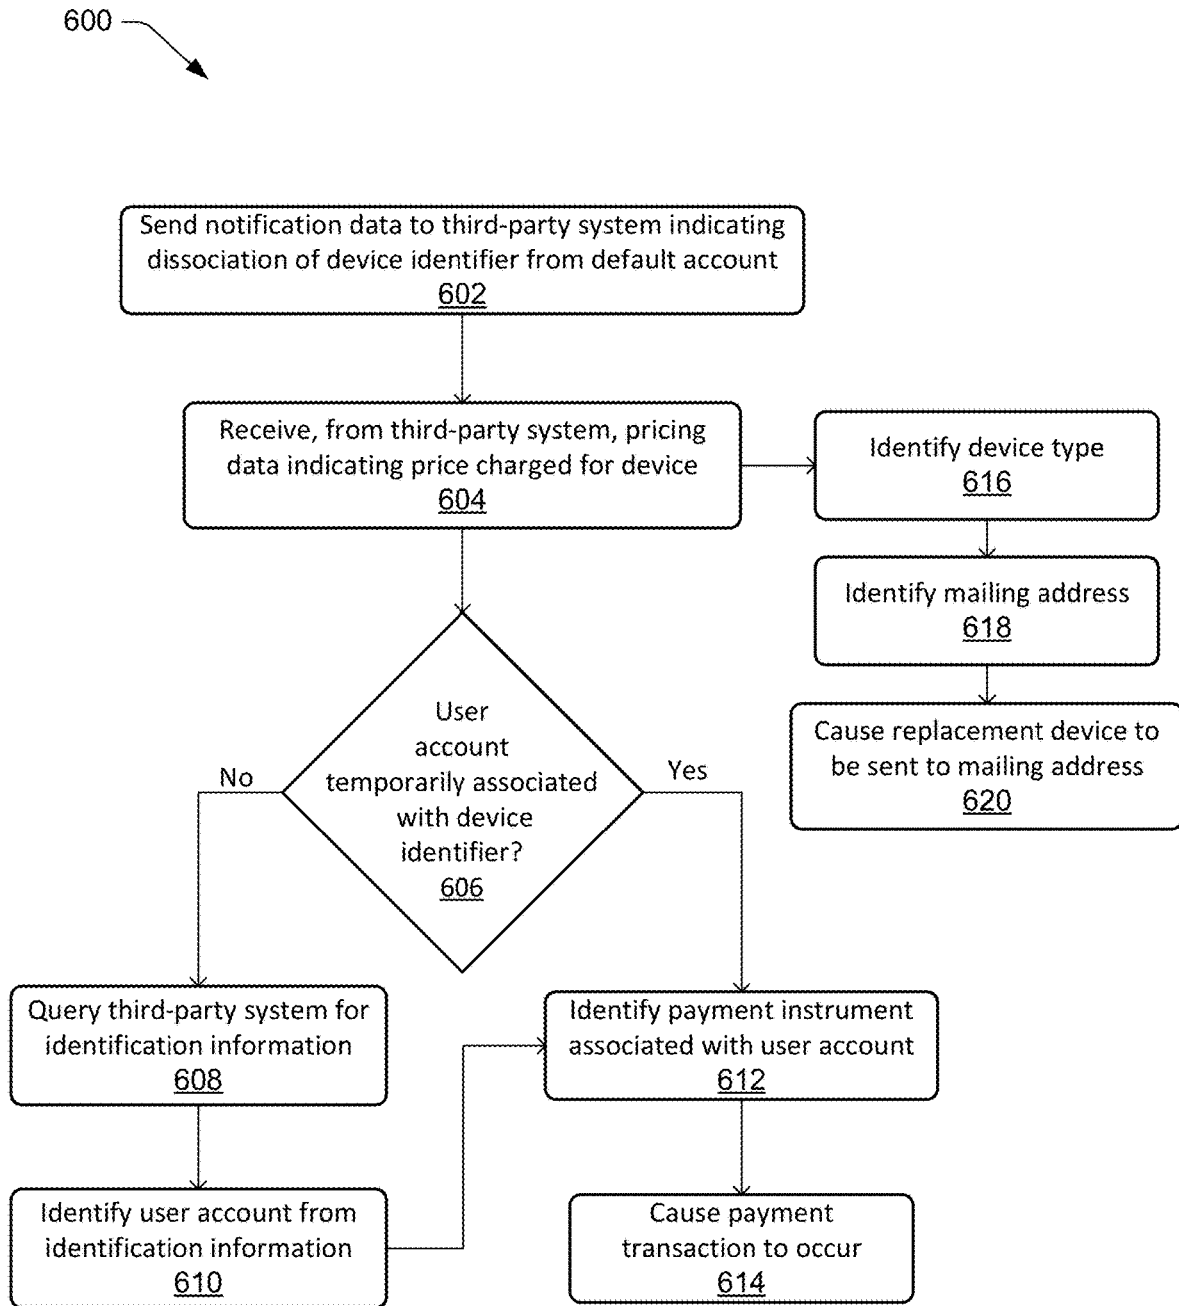 600
Send notification data to third-party system indicating
dissociation of device identifier from default account
602
Receive, from third-party system, pricing
data indicating price charged for device
604
Identify device type
616
Identify mailing address
618
Cause replacement device to
be sent to mailing address
620
User
account
temporarily associated
with device
identifier?
606
No
Yes
Query third-party system for
identification information
608
Identify payment instrument
associated with user account
612
Identify user account from
identification information
610
Cause payment
transaction to occur
614